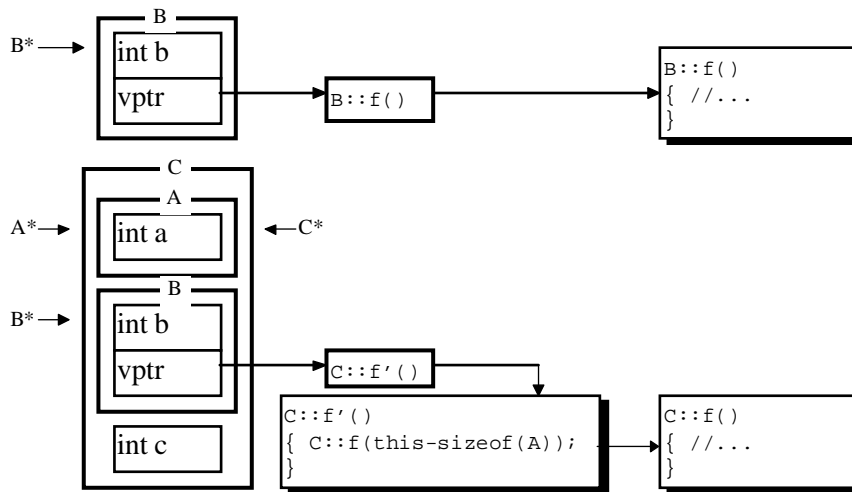 B
B*
int b
vptr
B::f()
B::f()
{ //...
}
C
A
A*
int a
C*
B
B*
int b
vptr
C::f'()
C::f'()
{ C::f(this-sizeof(A));
}
C::f()
{ //...
}
int c